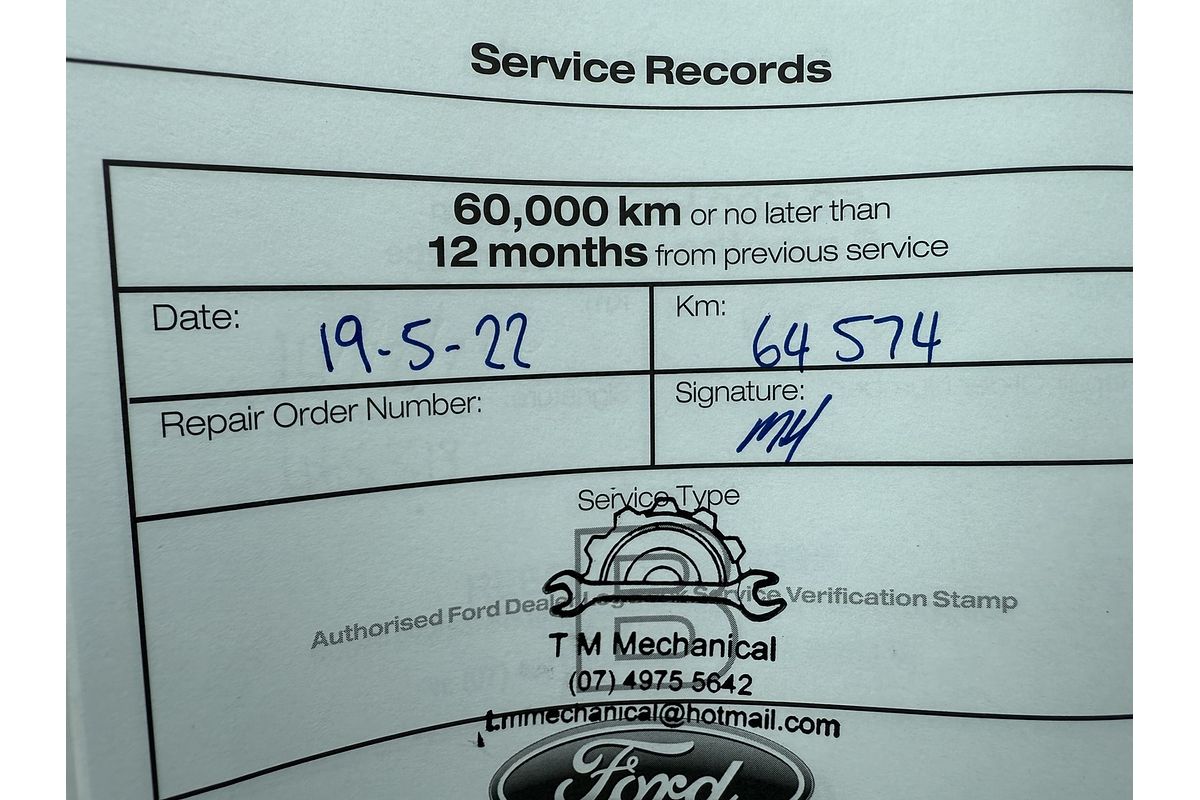 Service Records
60,000 km or no later than
12 months from previous service
Date: 19-5-22
Km: 64 574
Repair Order Number:
Signature:
Service Type
B
Authorised Ford Dealer Logbook Service Verification Stamp
T M Mechanical
(07) 4975 5642
t.mmechanical@hotmail.com
Ford